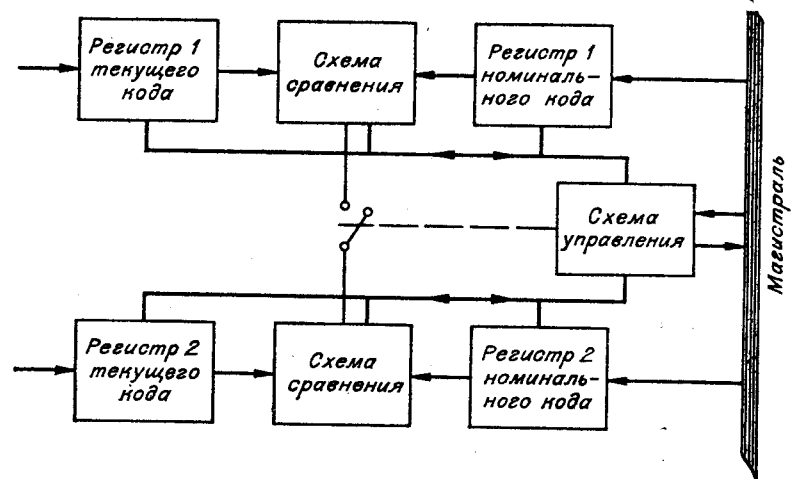 Регистр 1
текущего
кода
Схема
сравнения
Регистр 1
номиналь-
ного кода
Схема
управления
Магистраль
Регистр 2
текущего
кода
Схема
сравнения
Регистр 2
номиналь-
ного кода